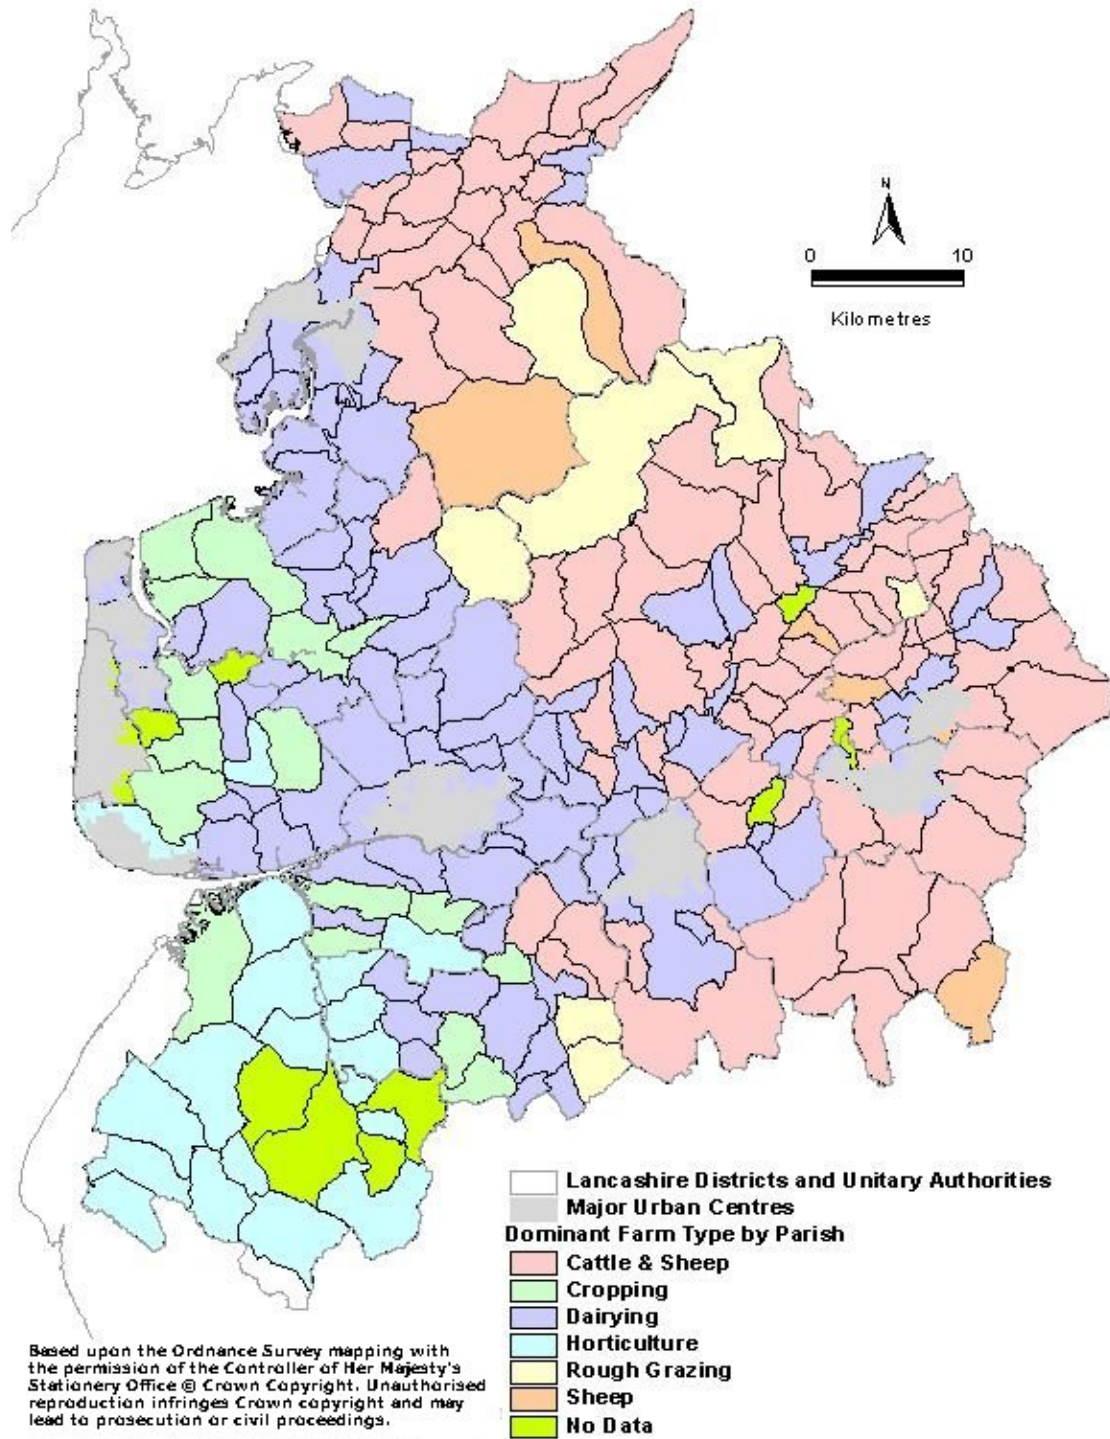 N
0 10
Kilometres
Lancashire Districts and Unitary Authorities
Major Urban Centres
Dominant Farm Type by Parish
Cattle & Sheep
Cropping
Dairying
Horticulture
Rough Grazing
Sheep
No Data
Based upon the Ordnance Survey mapping with
the permission of the Controller of Her Majesty's
Stationery Office © Crown Copyright. Unauthorised
reproduction infringes Crown copyright and may
lead to prosecution or civil proceedings.